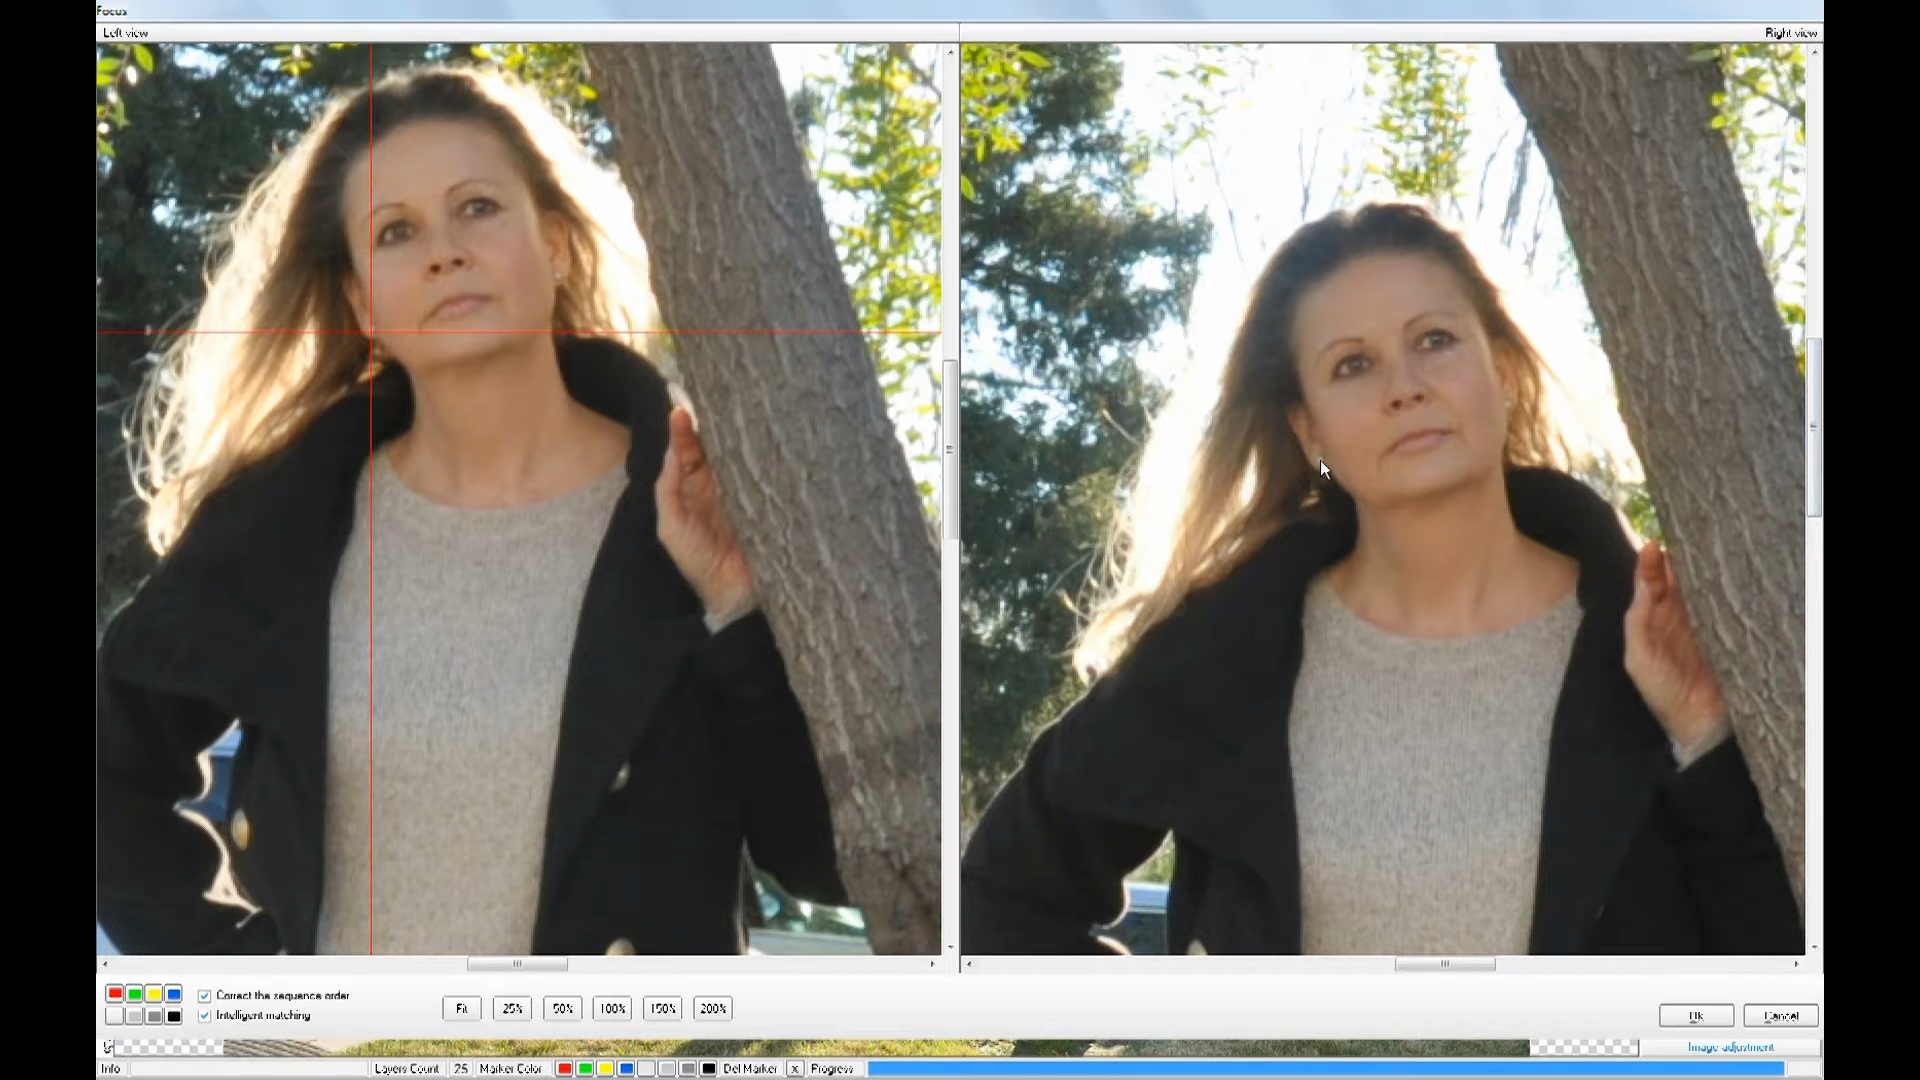 Focus
Left view
Right view
Correct the sequence order
Intelligent matching
Fit
25%
50%
100%
150%
200%
Ok
Cancel
Image adjustment
Info
Layers Count
25
Marker Color
Del Marker
x
Progress